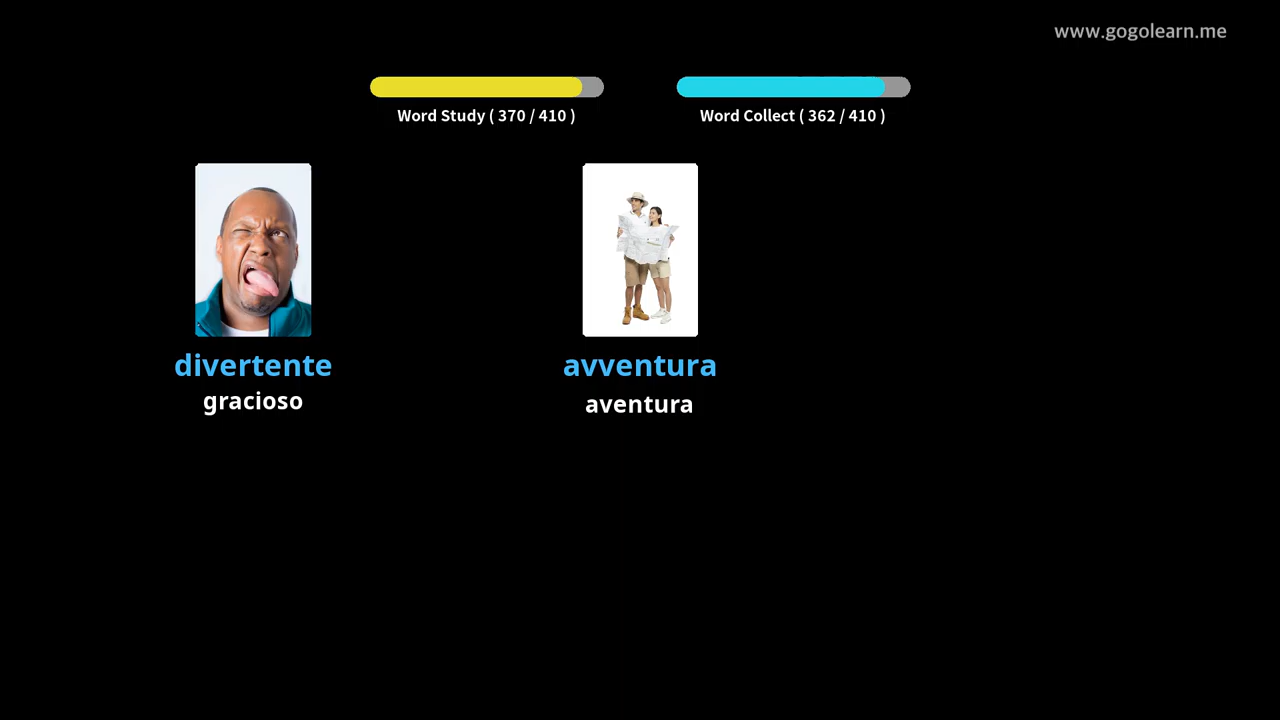 www.gogolearn.me
Word Study ( 370 / 410 )
Word Collect ( 362 / 410 )
divertente
gracioso
avventura
aventura